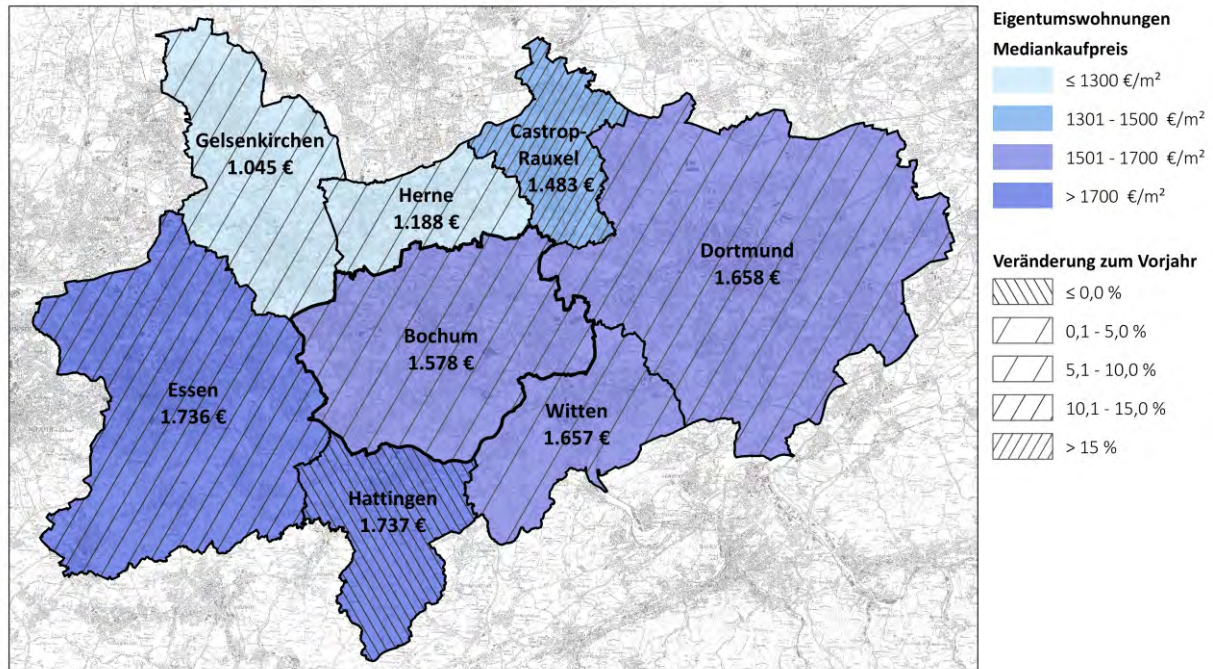 Eigentumswohnungen
Mediankaufpreis
≤ 1300 €/m²
1301 - 1500 €/m²
1501 - 1700 €/m²
> 1700 €/m²
Veränderung zum Vorjahr
≤ 0,0 %
0,1 - 5,0 %
5,1 - 10,0 %
10,1 - 15,0 %
> 15 %
Gelsenkirchen
1.045 €
Castrop-
Rauxel
1.483 €
Herne
1.188 €
Dortmund
1.658 €
Bochum
1.578 €
Essen
1.736 €
Witten
1.657 €
Hattingen
1.737 €